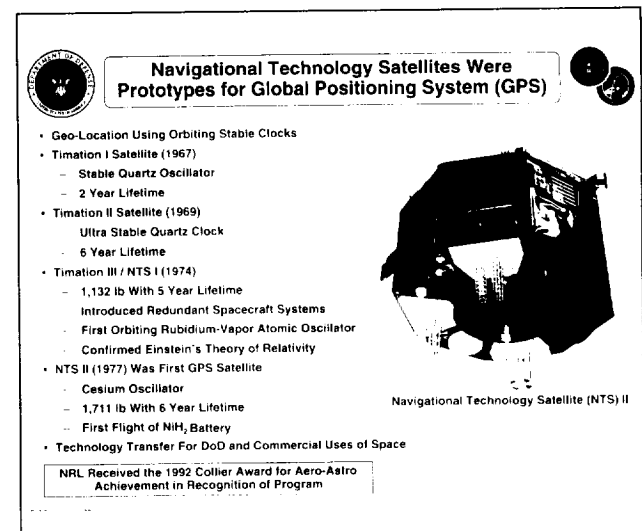 Navigational Technology Satellites Were
Prototypes for Global Positioning System (GPS)
• Geo-Location Using Orbiting Stable Clocks
• Timation I Satellite (1967)
– Stable Quartz Oscillator
– 2 Year Lifetime
• Timation II Satellite (1969)
Ultra Stable Quartz Clock
- 6 Year Lifetime
• Timation III / NTS I (1974)
– 1,132 lb With 5 Year Lifetime
Introduced Redundant Spacecraft Systems
- First Orbiting Rubidium-Vapor Atomic Oscillator
- Confirmed Einstein's Theory of Relativity
• NTS II (1977) Was First GPS Satellite
- Cesium Oscillator
– 1,711 lb With 6 Year Lifetime
– First Flight of NiH₂ Battery
• Technology Transfer For DoD and Commercial Uses of Space
Navigational Technology Satellite (NTS) II
NRL Received the 1992 Collier Award for Aero-Astro
Achievement in Recognition of Program